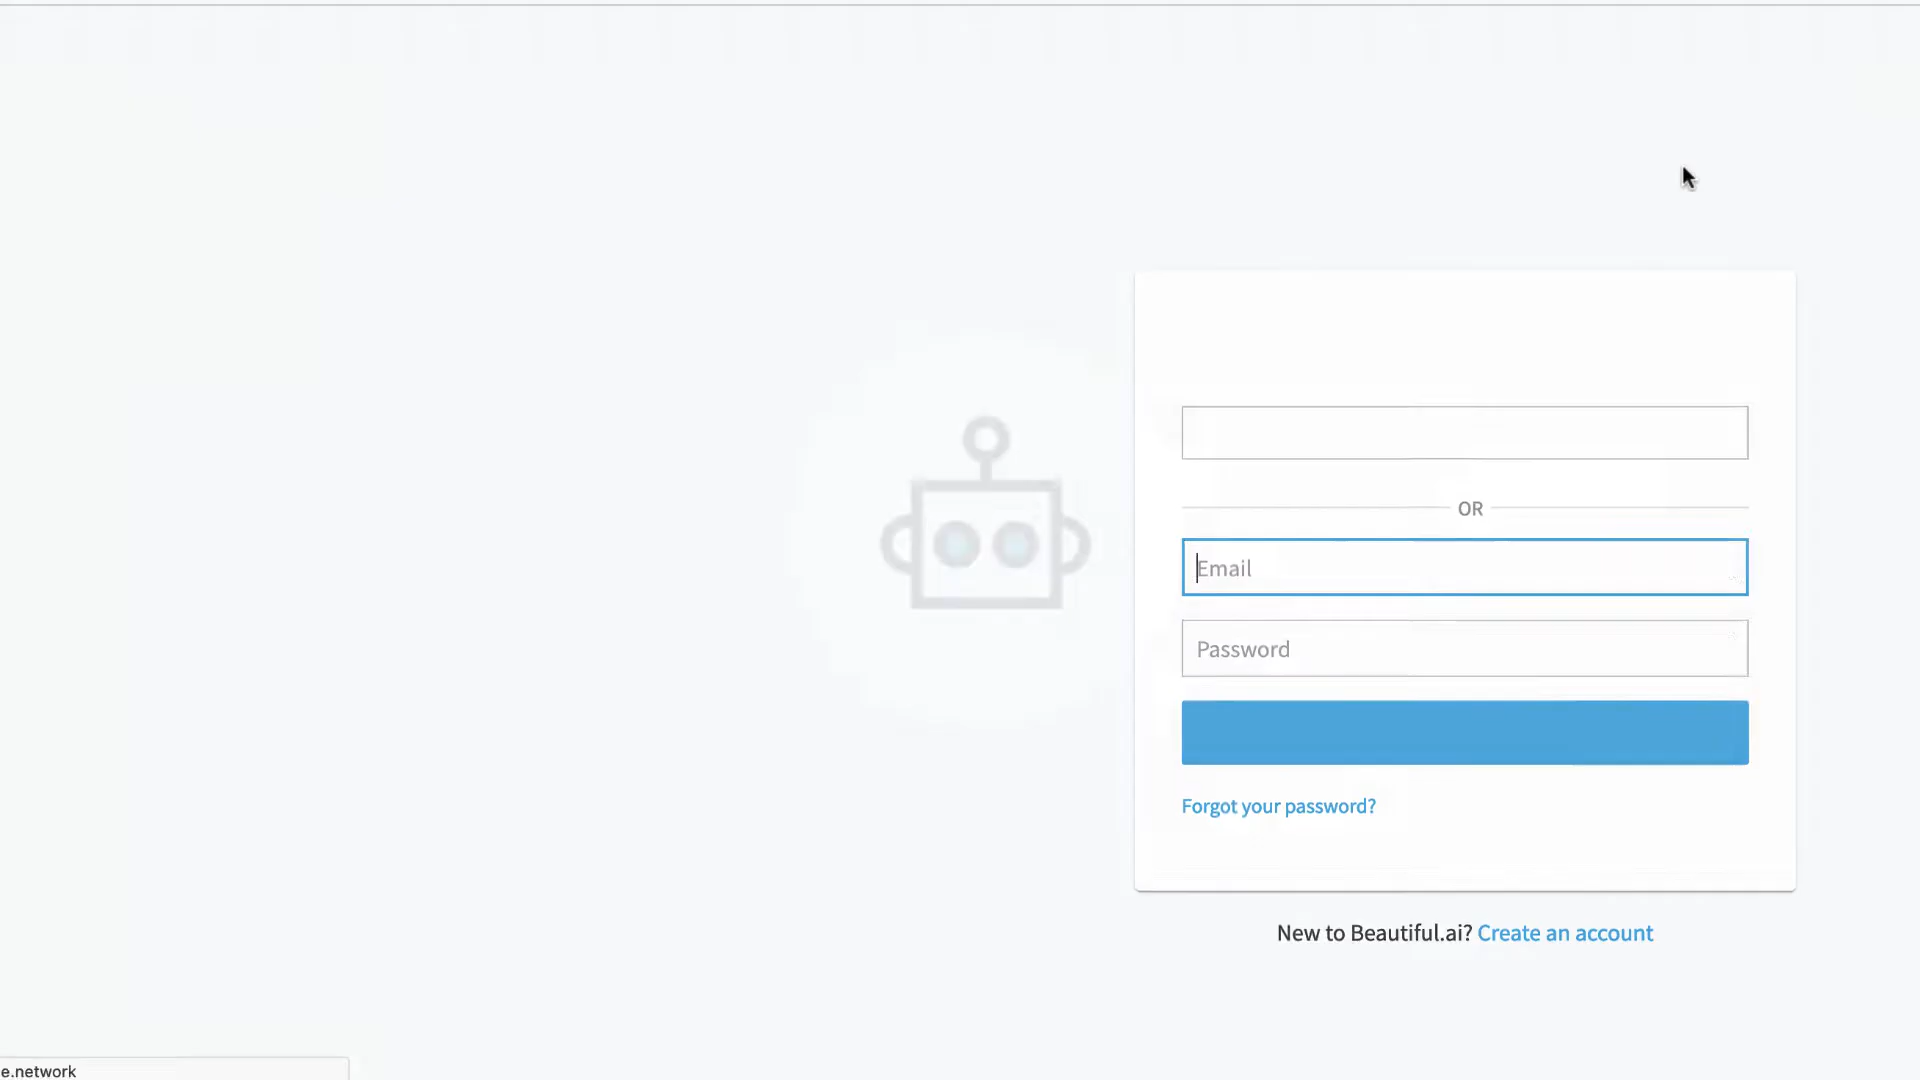 OR
Email
Password
Forgot your password?
New to Beautiful.ai? Create an account
e.network